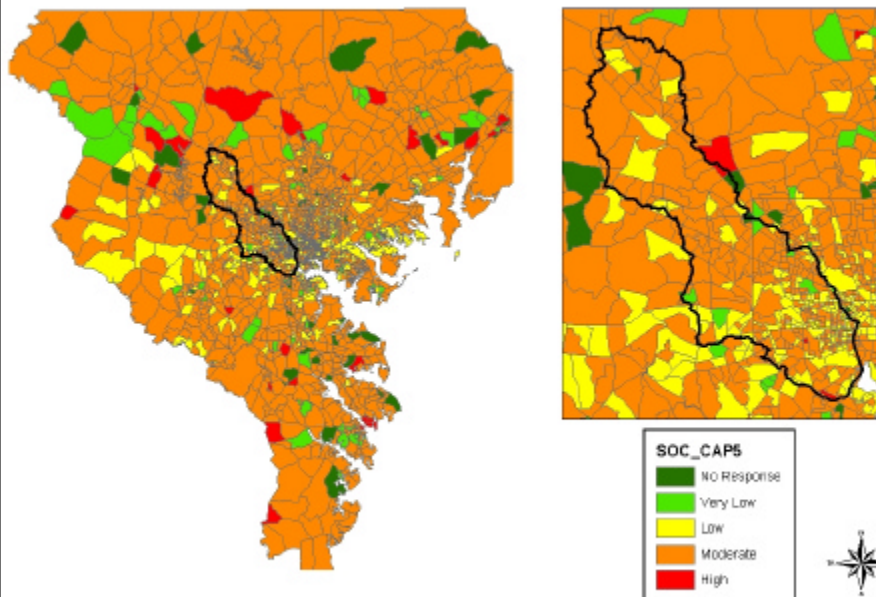 SOC_CAP5
No Response
Very Low
Low
Moderate
High